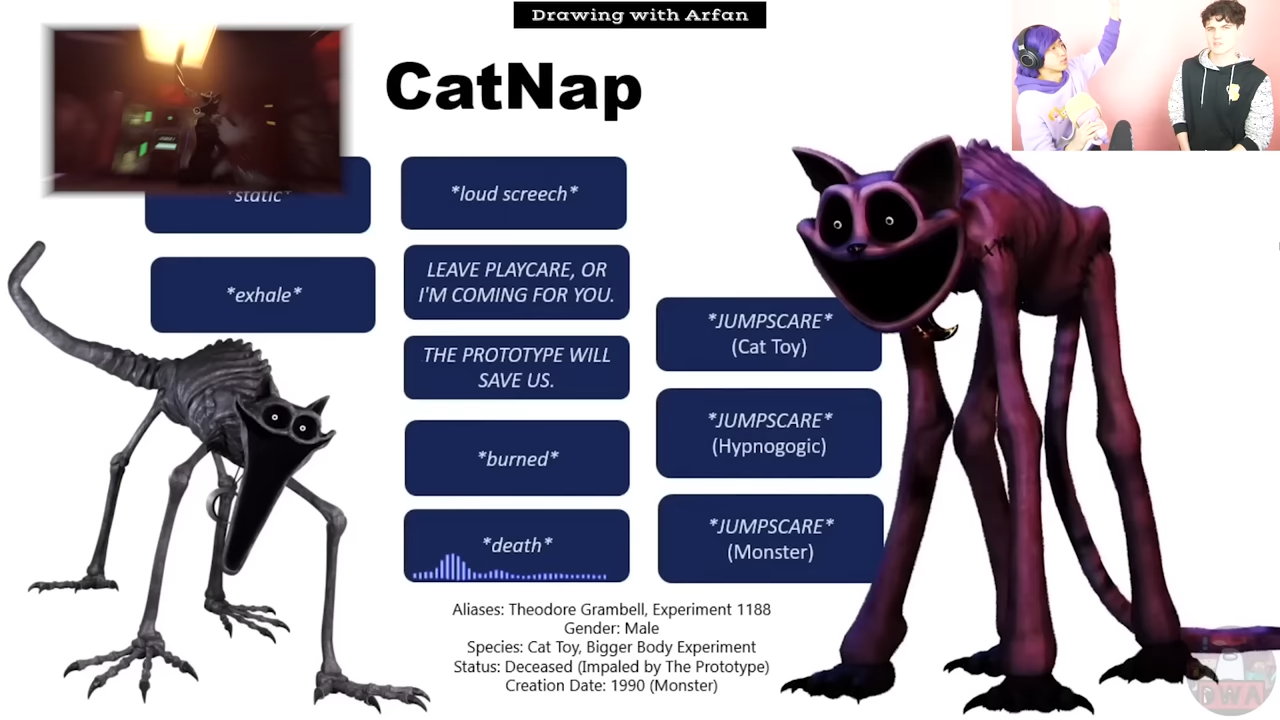 Drawing with Arfan
CatNap
*static*
*loud screech*
*exhale*
LEAVE PLAYCARE, OR
I'M COMING FOR YOU.
THE PROTOTYPE WILL
SAVE US.
*burned*
*death*
*JUMPSCARE*
(Cat Toy)
*JUMPSCARE*
(Hypnogogic)
*JUMPSCARE*
(Monster)
Aliases: Theodore Grambell, Experiment 1188
Gender: Male
Species: Cat Toy, Bigger Body Experiment
Status: Deceased (Impaled by The Prototype)
Creation Date: 1990 (Monster)
DWA